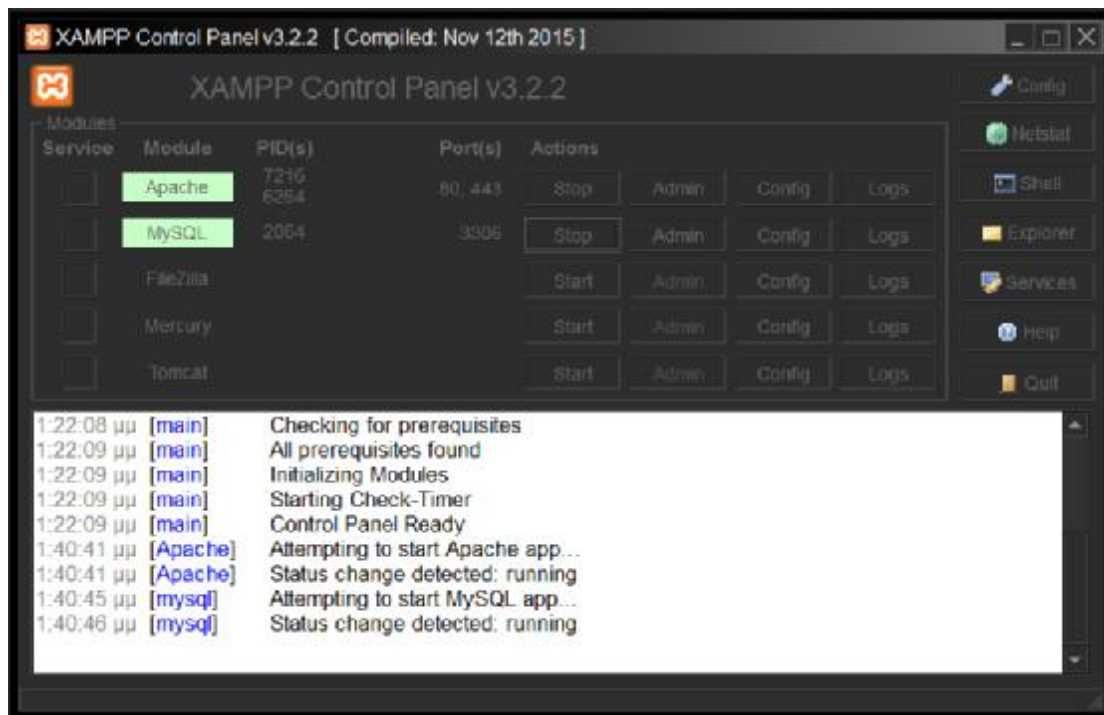 XAMPP Control Panel v3.2.2 [ Compiled: Nov 12th 2015 ]
XAMPP Control Panel v3.2.2
Config
Modules
Service Module PID(s) Port(s) Actions
Netstat
Apache 7216 6264 80, 443 Stop Admin Config Logs
Shell
MySQL 2064 3306 Stop Admin Config Logs
Explorer
FileZilla Start Admin Config Logs
Services
Mercury Start Admin Config Logs
Help
Tomcat Start Admin Config Logs
Quit
1:22:08 μμ [main] Checking for prerequisites
1:22:09 μμ [main] All prerequisites found
1:22:09 μμ [main] Initializing Modules
1:22:09 μμ [main] Starting Check-Timer
1:22:09 μμ [main] Control Panel Ready
1:40:41 μμ [Apache] Attempting to start Apache app...
1:40:41 μμ [Apache] Status change detected: running
1:40:45 μμ [mysql] Attempting to start MySQL app...
1:40:46 μμ [mysql] Status change detected: running